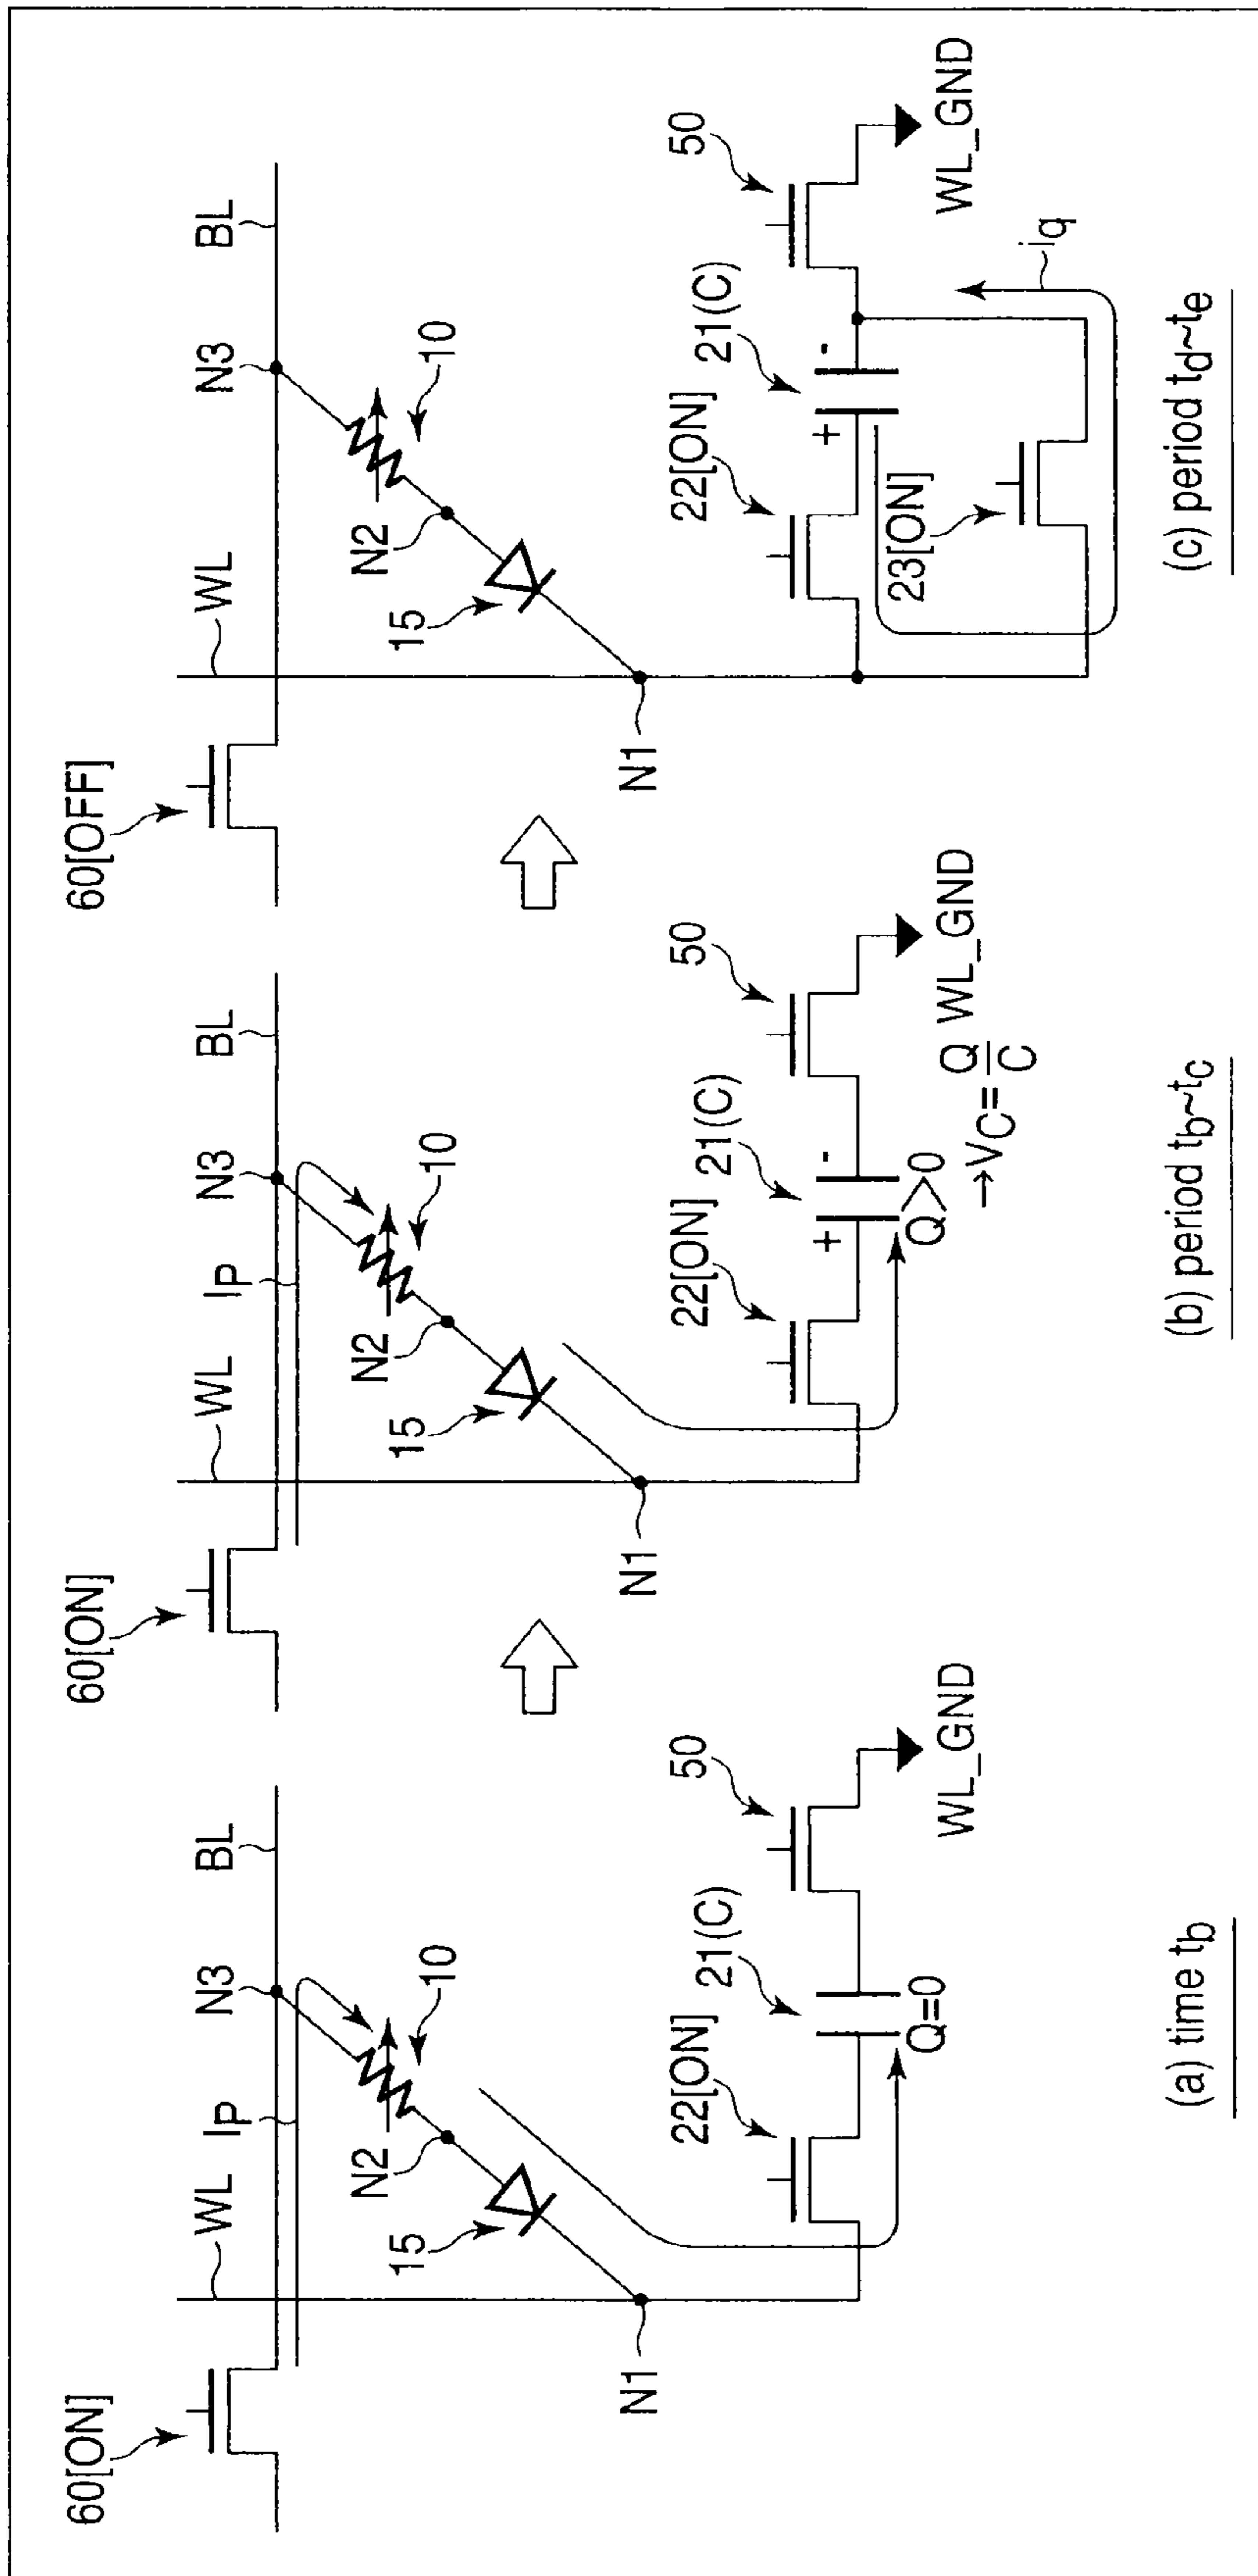 60[ON]
WL
IP
N3
BL
N2
10
15
N1
22[ON]
21(C)
50
Q=0
WL_GND
(a) time tb
60[ON]
WL
IP
N3
BL
N2
10
15
N1
22[ON]
21(C)
50
+
-
Q>0
WL_GND
→VC=Q/C
(b) period tb~tc
60[OFF]
WL
N3
BL
N2
10
15
N1
22[ON]
21(C)
50
+
-
WL_GND
23[ON]
iq
(c) period td~te